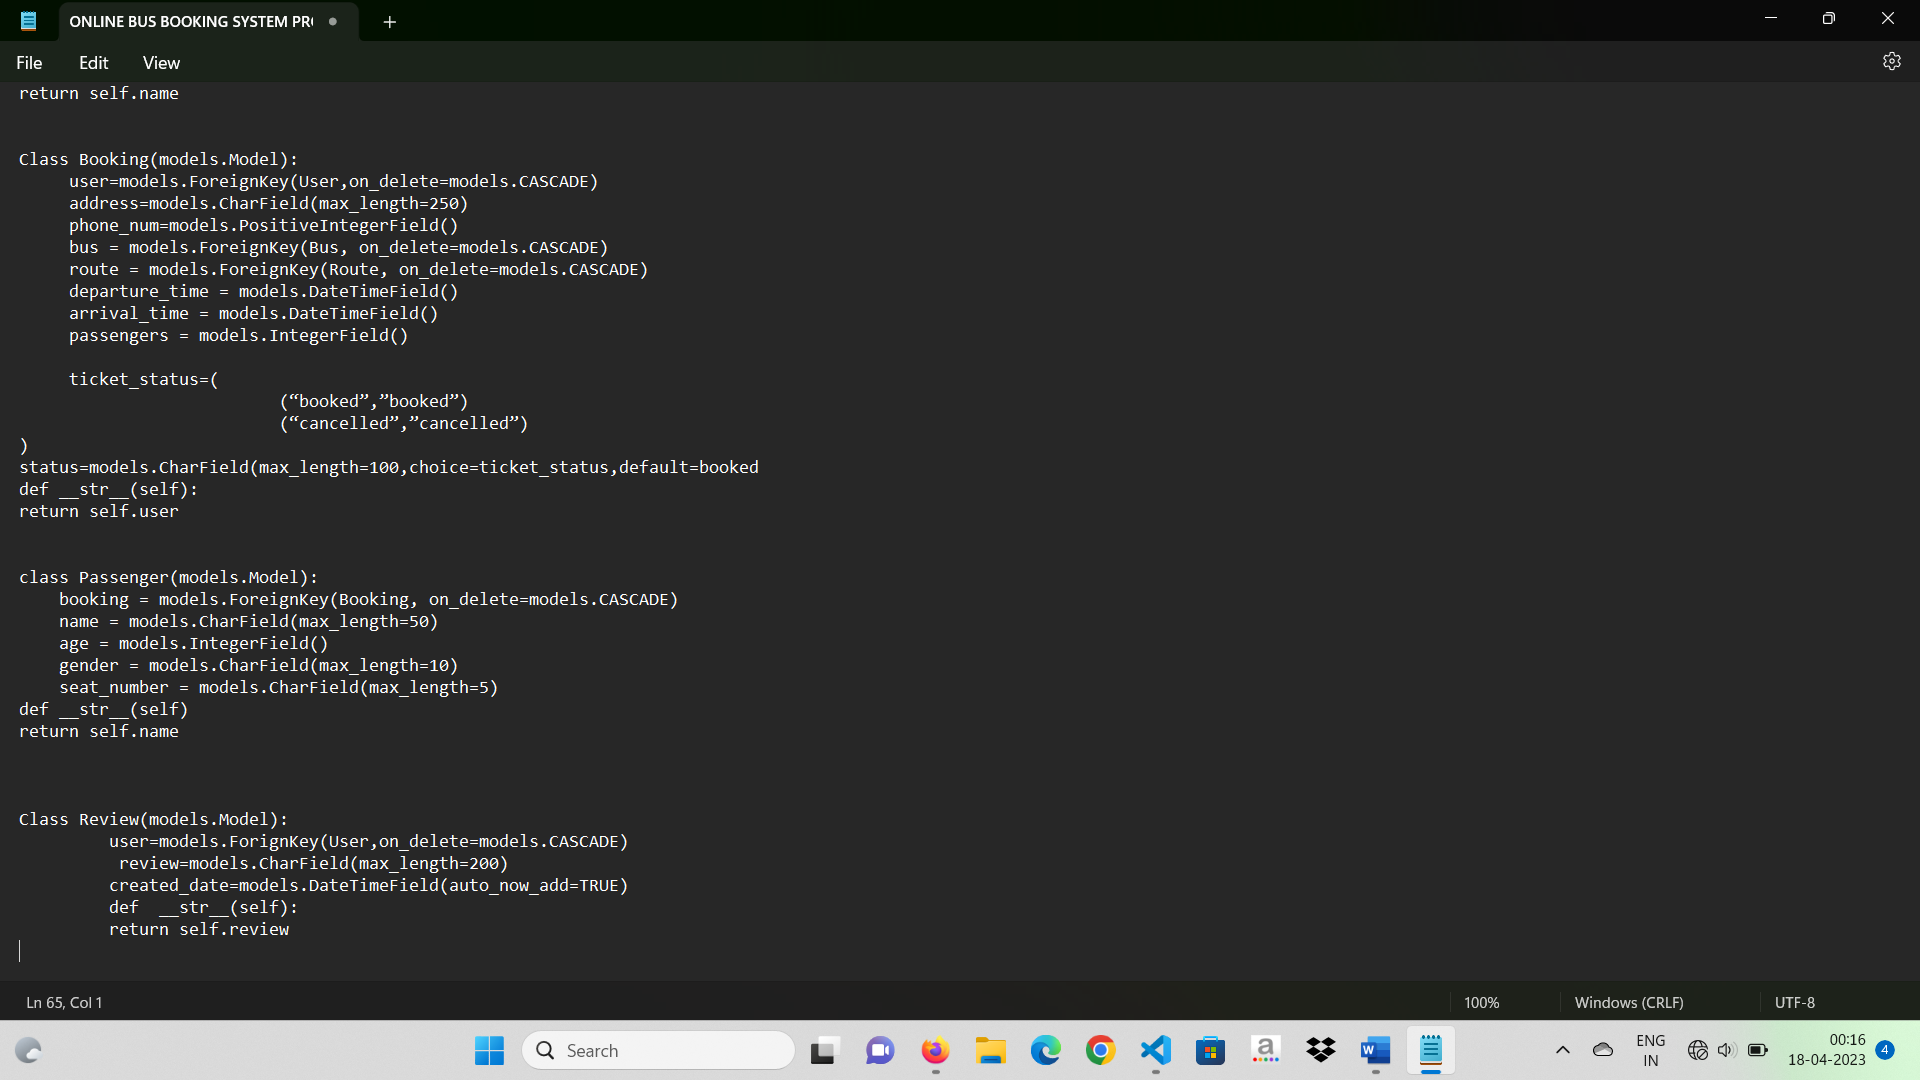 ONLINE BUS BOOKING SYSTEM PR
File Edit View
return self.name
Class Booking(models.Model):
user=models.ForeignKey(User,on_delete=models.CASCADE)
address=models.CharField(max_length=250)
phone_num=models.PositiveIntegerField()
bus = models.ForeignKey(Bus, on_delete=models.CASCADE)
route = models.ForeignKey(Route, on_delete=models.CASCADE)
departure_time = models.DateTimeField()
arrival_time = models.DateTimeField()
passengers = models.IntegerField()
ticket_status=(
(“booked”,”booked”)
(“cancelled”,”cancelled”)
)
status=models.CharField(max_length=100,choice=ticket_status,default=booked
def __str__(self):
return self.user
class Passenger(models.Model):
booking = models.ForeignKey(Booking, on_delete=models.CASCADE)
name = models.CharField(max_length=50)
age = models.IntegerField()
gender = models.CharField(max_length=10)
seat_number = models.CharField(max_length=5)
def __str__(self)
return self.name
Class Review(models.Model):
user=models.ForignKey(User,on_delete=models.CASCADE)
review=models.CharField(max_length=200)
created_date=models.DateTimeField(auto_now_add=TRUE)
def  __str__(self):
return self.review
Ln 65, Col 1 100% Windows (CRLF) UTF-8
Search
a
W
ENG
IN
00:16
18-04-2023
4